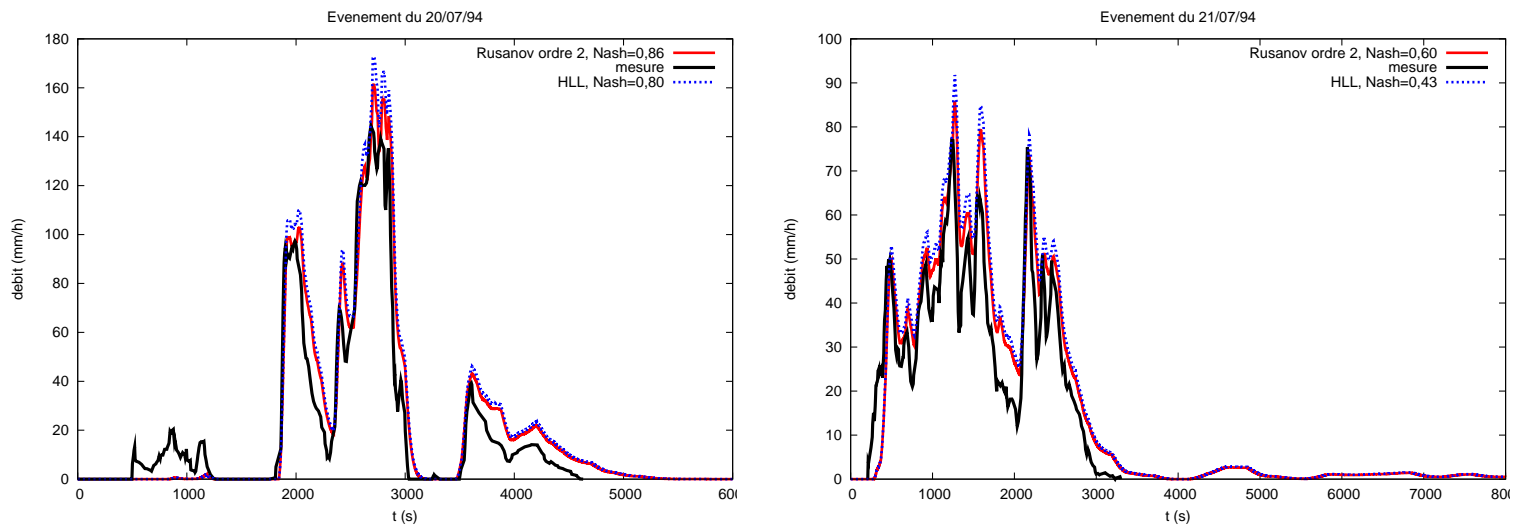 Evenement du 20/07/94
180
160
140
120
100
80
60
40
20
0
debit (mm/h)
0 1000 2000 3000 4000 5000 600
t (s)
Rusanov ordre 2, Nash=0,86
mesure
HLL, Nash=0,80
Evenement du 21/07/94
100
90
80
70
60
50
40
30
20
10
0
debit (mm/h)
0 1000 2000 3000 4000 5000 6000 7000 800
t (s)
Rusanov ordre 2, Nash=0,60
mesure
HLL, Nash=0,43